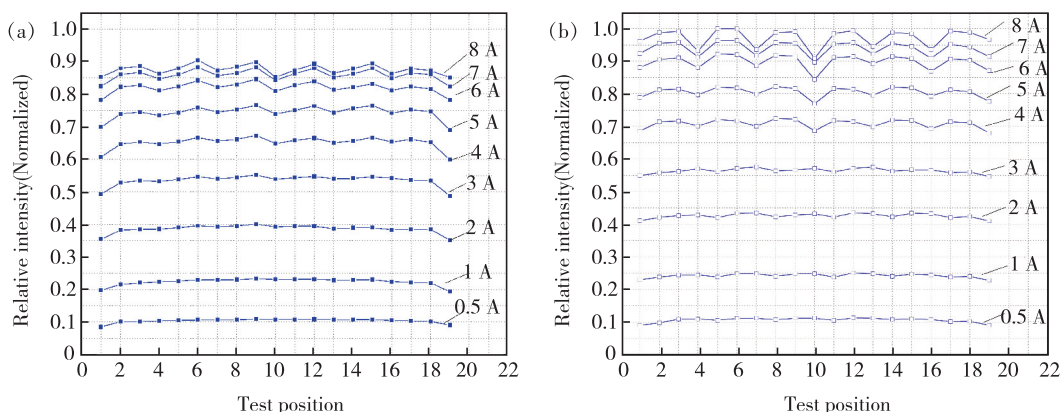 (a)
Relative intensity(Normalized)
1.0
0.9
0.8
0.7
0.6
0.5
0.4
0.3
0.2
0.1
0
8 A
7 A
6 A
5 A
4 A
3 A
2 A
1 A
0.5 A
0 2 4 6 8 10 12 14 16 18 20 22
Test position
(b)
Relative intensity(Normalized)
1.0
0.9
0.8
0.7
0.6
0.5
0.4
0.3
0.2
0.1
0
8 A
7 A
6 A
5 A
4 A
3 A
2 A
1 A
0.5 A
0 2 4 6 8 10 12 14 16 18 20 22
Test position